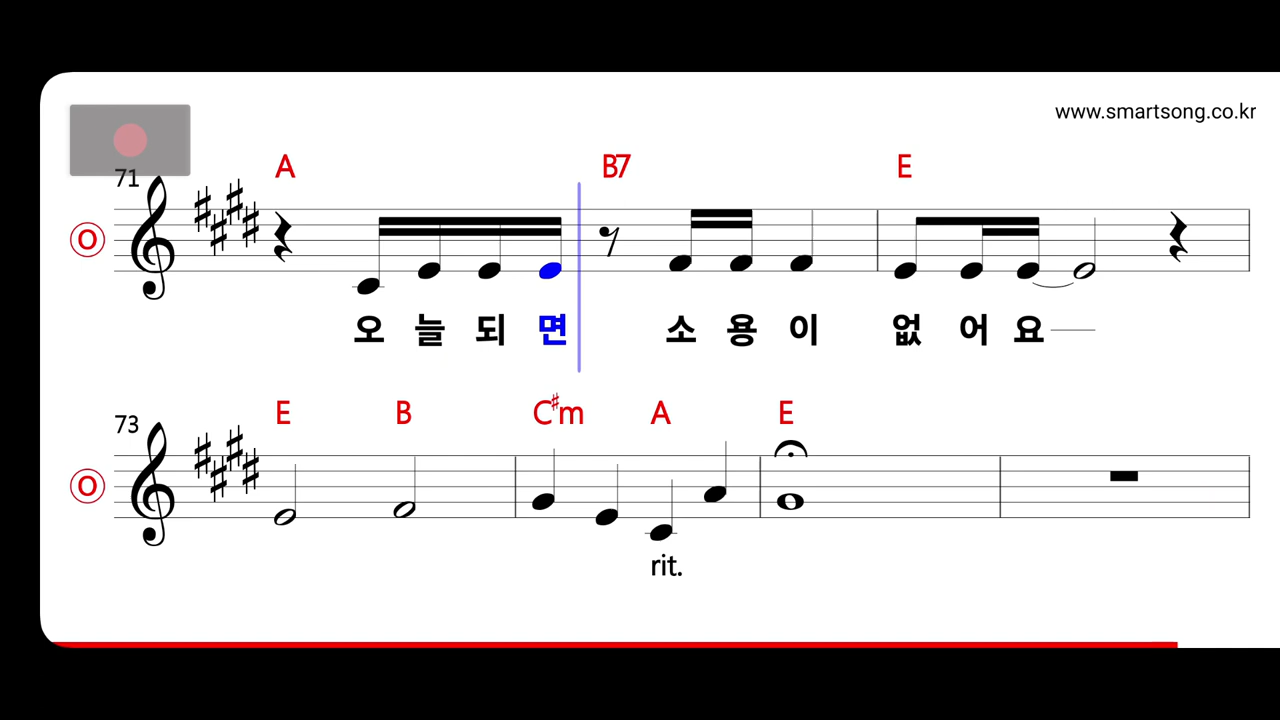 www.smartsong.co.kr
71
A B7 E
O
오 늘 되 면 소 용 이 없 어 요
73
E B C♯m A E
O
rit.